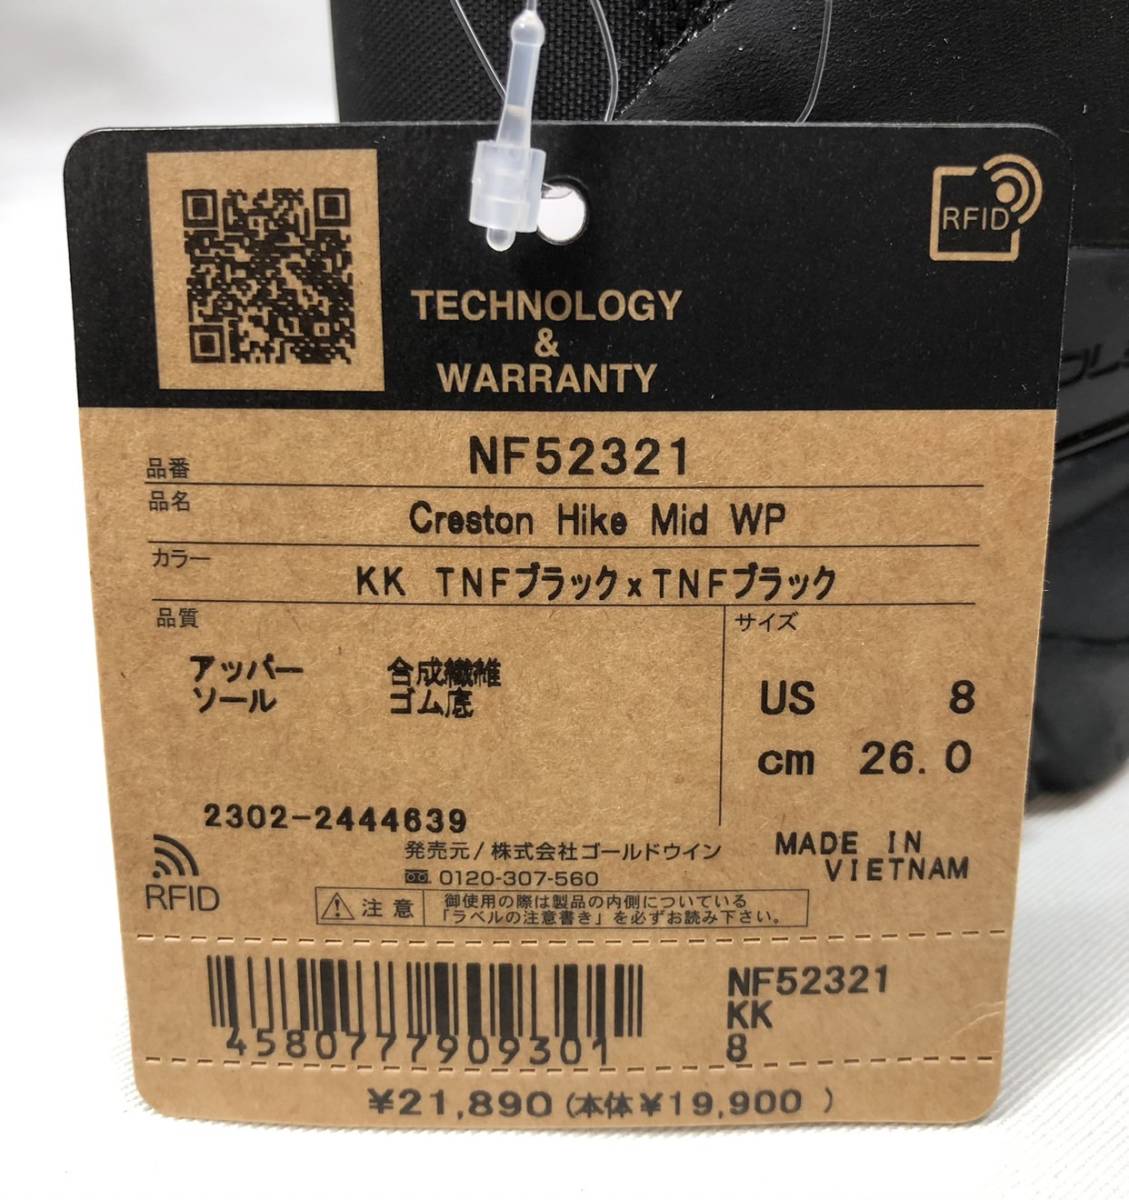 RFID
TECHNOLOGY
&
WARRANTY
品番 NF52321
品名 Creston Hike Mid WP
カラー KK TNFブラック×TNFブラック
品質
アッパー 合成繊維
ソール ゴム底
サイズ
US 8
cm 26.0
2302-2444639
RFID
発売元/株式会社ゴールドウイン
0120-307-560
MADE IN
VIETNAM
注意
御使用の際は製品の内側についている
「ラベルの注意書き」を必ずお読み下さい。
4580777909301
NF52321
KK
8
¥21,890 (本体¥19,900 )